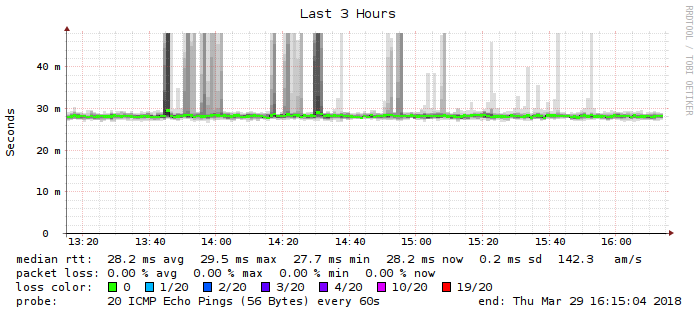 Last 3 Hours
RRDTOOL / TOBI OETIKER
Seconds
40 m
30 m
20 m
10 m
0
13:20 13:40 14:00 14:20 14:40 15:00 15:20 15:40 16:00
median rtt: 28.2 ms avg 29.5 ms max 27.7 ms min 28.2 ms now 0.2 ms sd 142.3 am/s
packet loss: 0.00 % avg 0.00 % max 0.00 % min 0.00 % now
loss color: 0 1/20 2/20 3/20 4/20 10/20 19/20
probe: 20 ICMP Echo Pings (56 Bytes) every 60s end: Thu Mar 29 16:15:04 2018